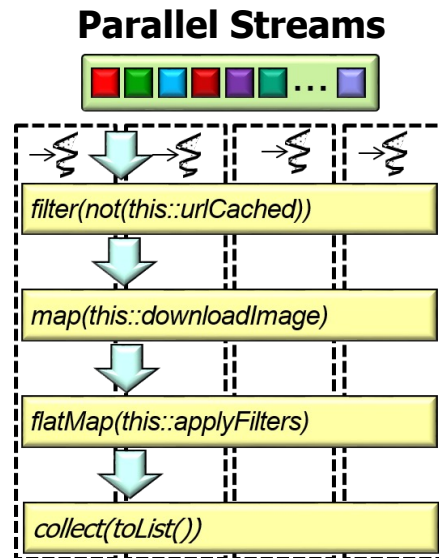 Parallel Streams
...
filter(not(this::urlCached))
map(this::downloadImage)
flatMap(this::applyFilters)
collect(toList())